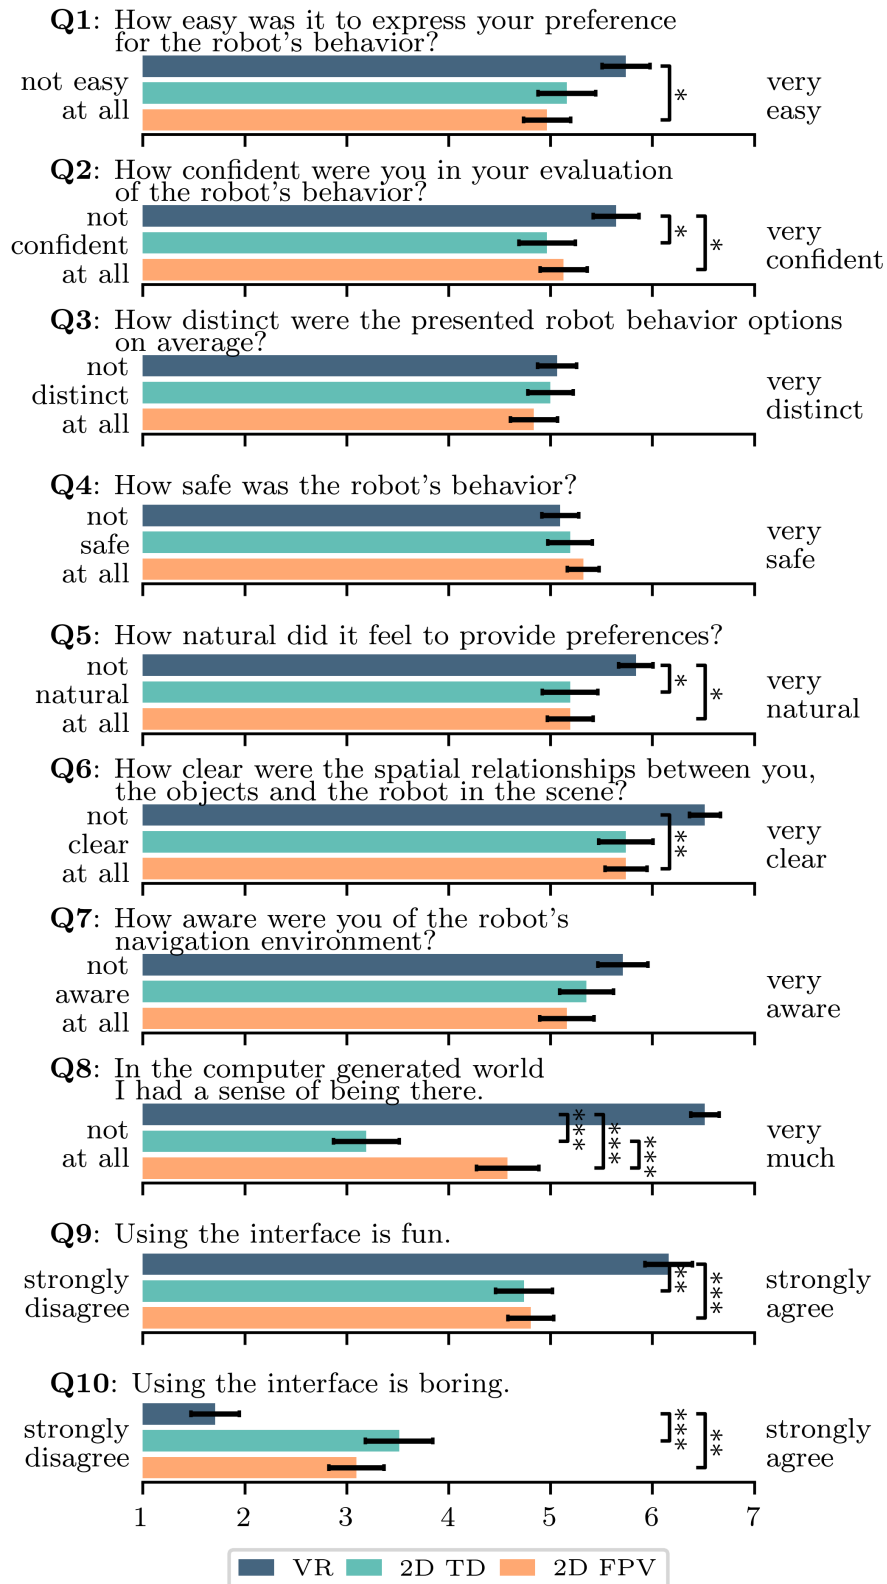 Q1: How easy was it to express your preference
for the robot's behavior?
not easy
at all
very
easy
*
Q2: How confident were you in your evaluation
of the robot's behavior?
not
confident
at all
very
confident
*
*
Q3: How distinct were the presented robot behavior options
on average?
not
distinct
at all
very
distinct
Q4: How safe was the robot's behavior?
not
safe
at all
very
safe
Q5: How natural did it feel to provide preferences?
not
natural
at all
very
natural
*
*
Q6: How clear were the spatial relationships between you,
the objects and the robot in the scene?
not
clear
at all
very
clear
**
Q7: How aware were you of the robot's
navigation environment?
not
aware
at all
very
aware
Q8: In the computer generated world
I had a sense of being there.
not
at all
very
much
***
***
***
Q9: Using the interface is fun.
strongly
disagree
strongly
agree
**
***
Q10: Using the interface is boring.
strongly
disagree
strongly
agree
***
**
1 2 3 4 5 6 7
VR 2D TD 2D FPV